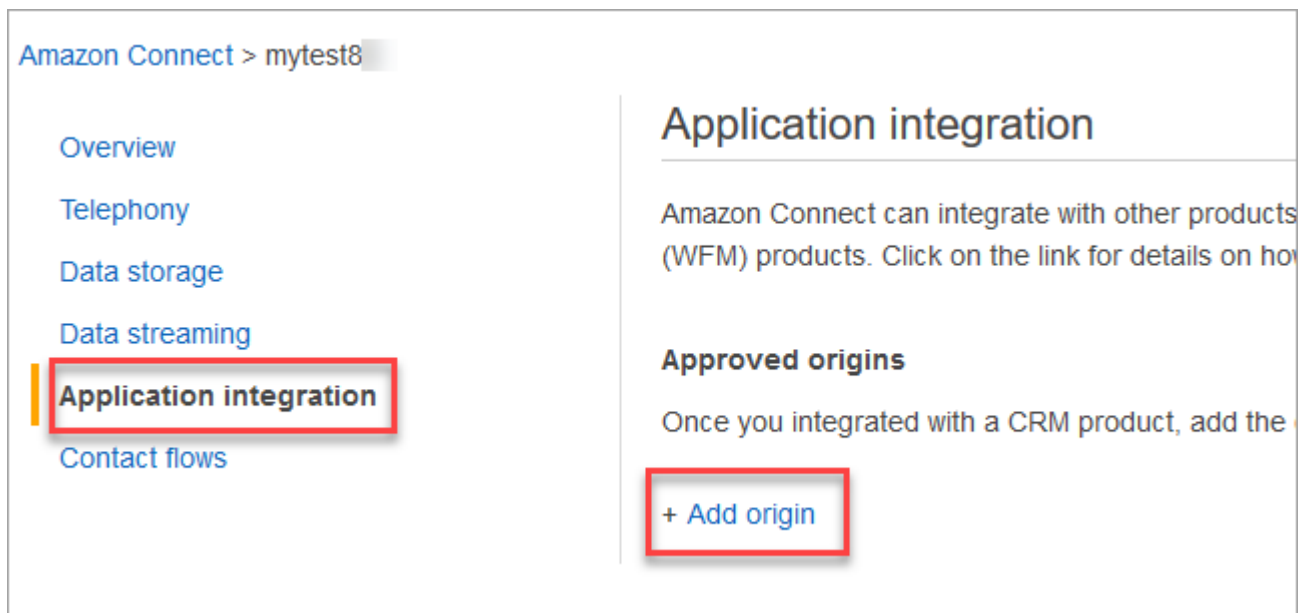 Amazon Connect > mytest8
Overview
Telephony
Data storage
Data streaming
Application integration
Contact flows
Application integration
Amazon Connect can integrate with other products
(WFM) products. Click on the link for details on how
Approved origins
Once you integrated with a CRM product, add the
+ Add origin